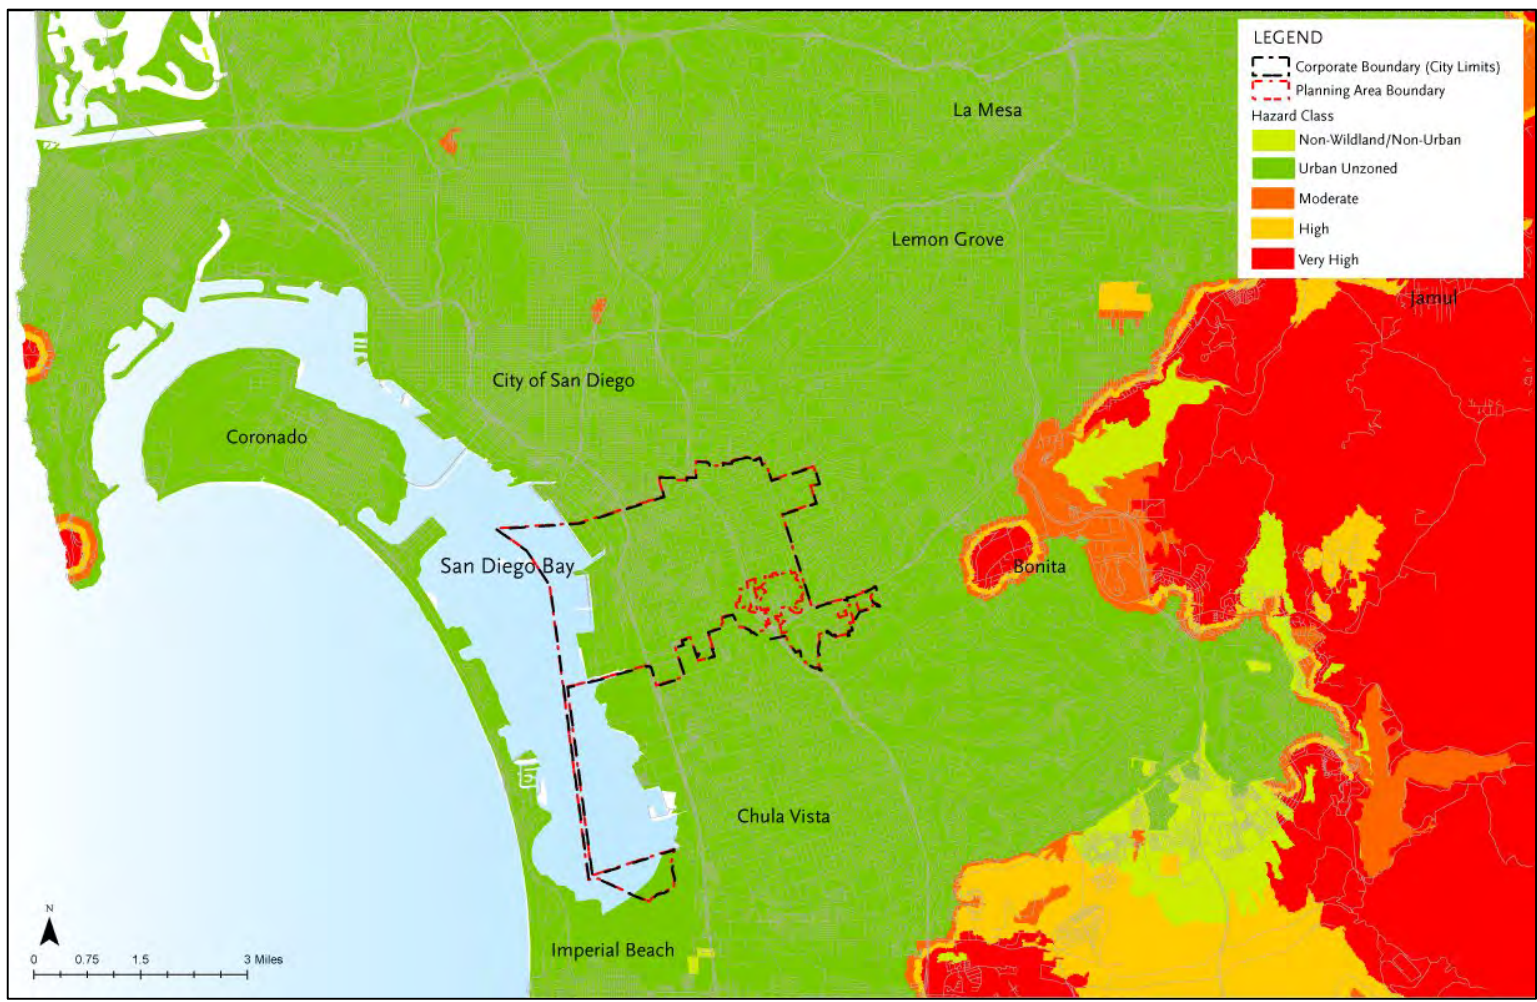 LEGEND
Corporate Boundary (City Limits)
Planning Area Boundary
Hazard Class
Non-Wildland/Non-Urban
Urban Unzoned
Moderate
High
Very High
La Mesa
Lemon Grove
Jamul
City of San Diego
Coronado
San Diego Bay
Bonita
Chula Vista
Imperial Beach
N
0 0.75 1.5 3 Miles